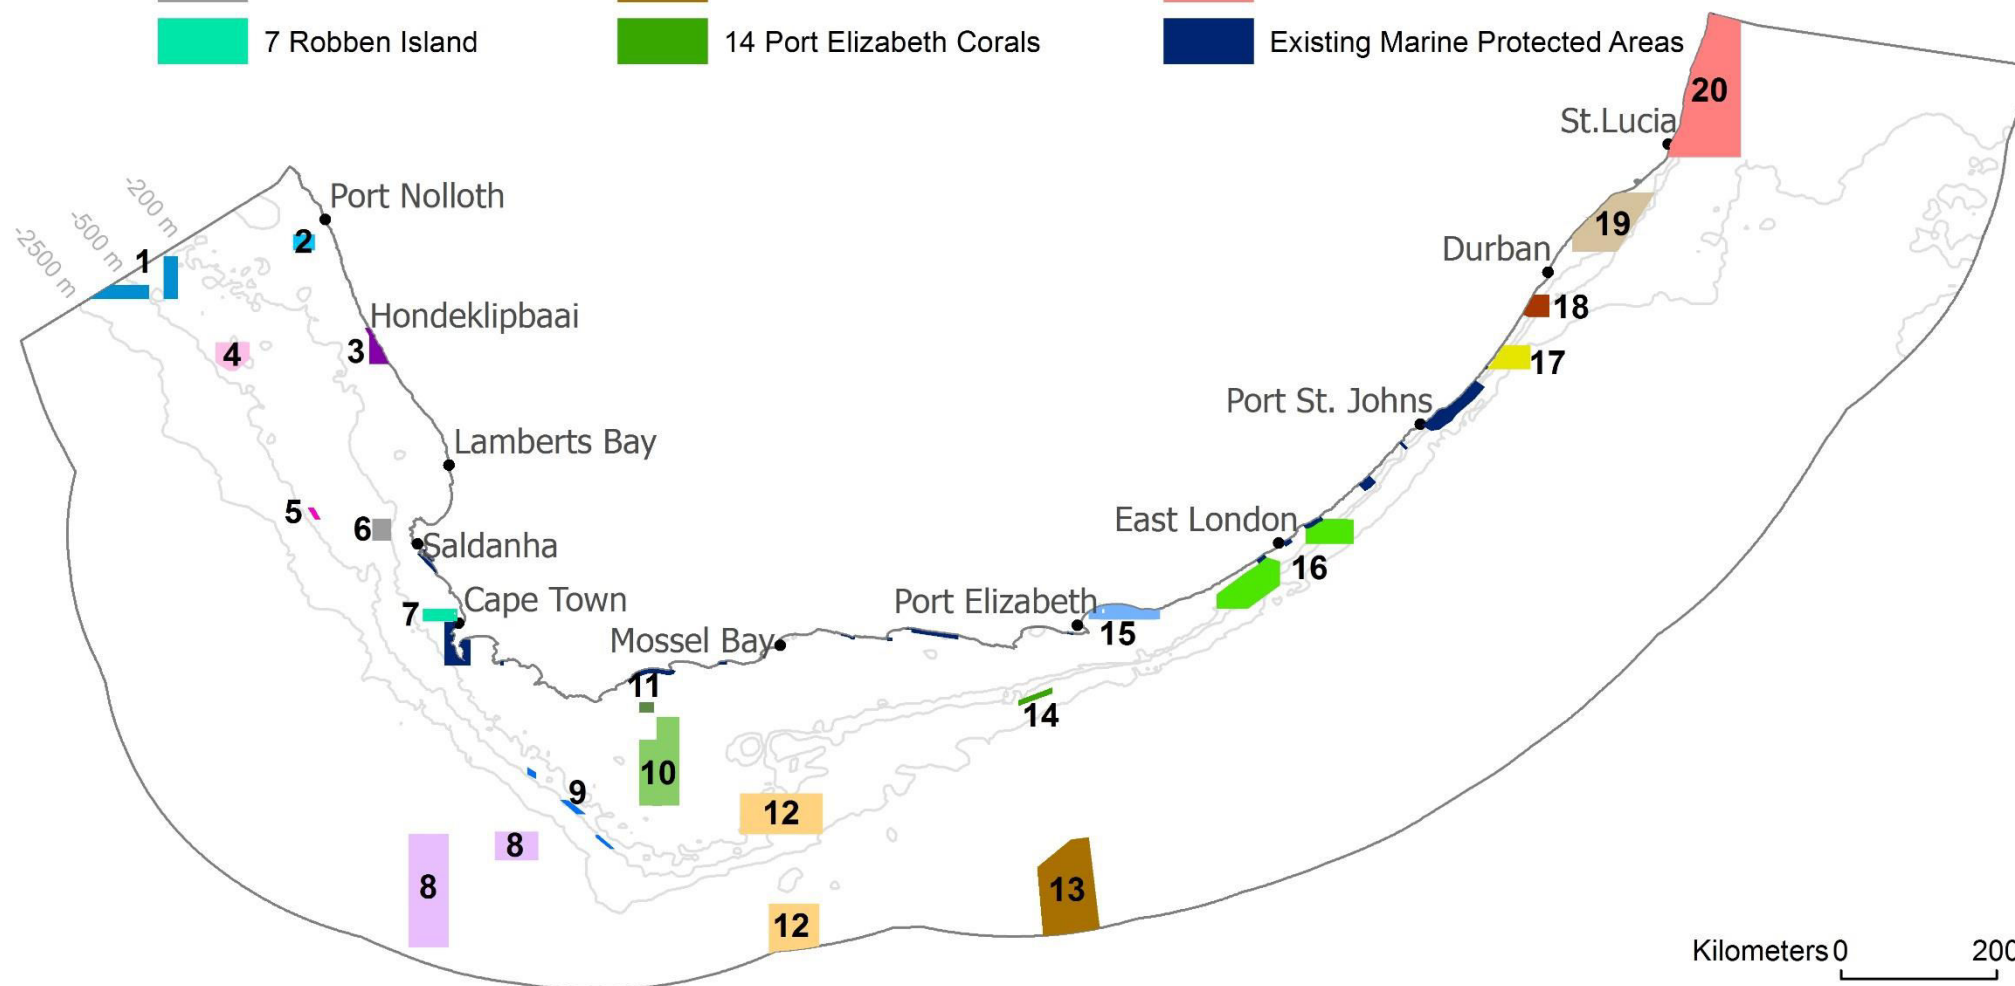 7 Robben Island
14 Port Elizabeth Corals
Existing Marine Protected Areas
20
St.Lucia
Port Nolloth
-200 m
-500 m
-2500 m
1
2
19
Durban
18
Hondeklipbaai
3
4
17
Port St. Johns
Lamberts Bay
5
6
Saldanha
East London
16
7
Cape Town
Port Elizabeth
15
Mossel Bay
11
14
10
9
12
8
8
13
12
Kilometers 0
200